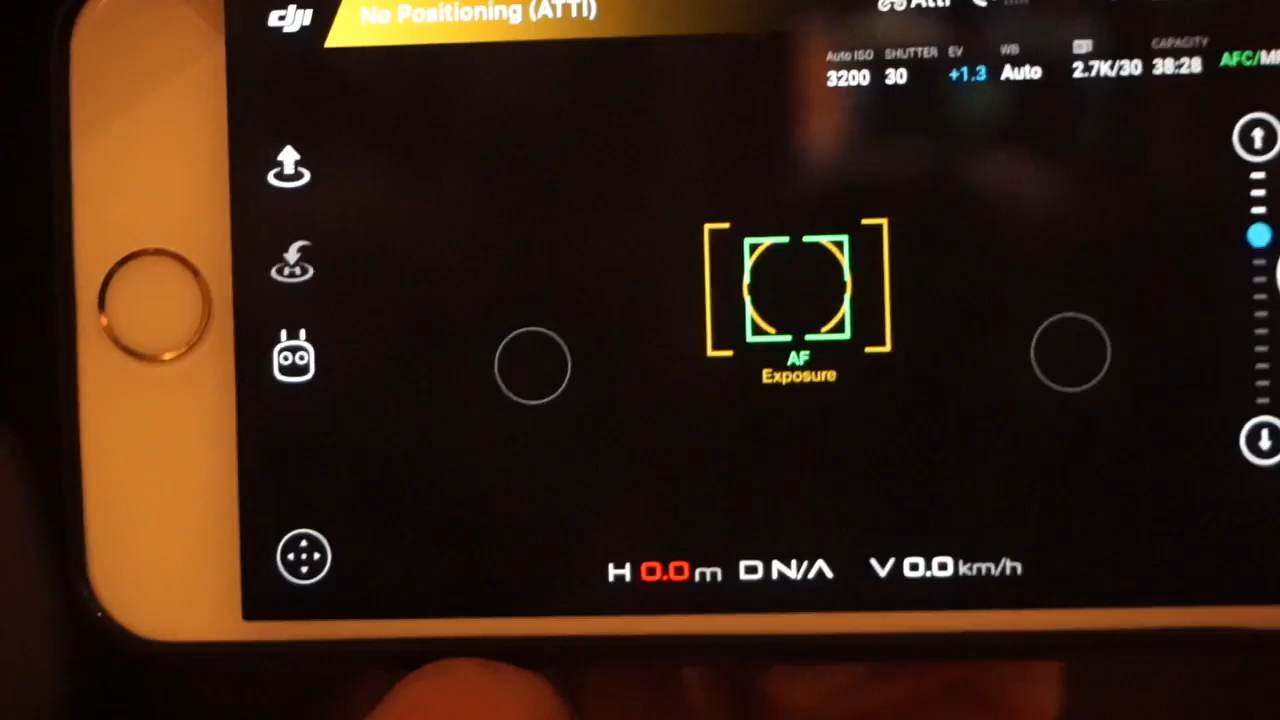 dji No Positioning (ATTI) Atti
Auto ISO SHUTTER EV WB CAPACITY
3200 30 +1.3 Auto 2.7K/30 38:28 AFC/
AF
Exposure
H 0.0 m D N/A V 0.0 km/h